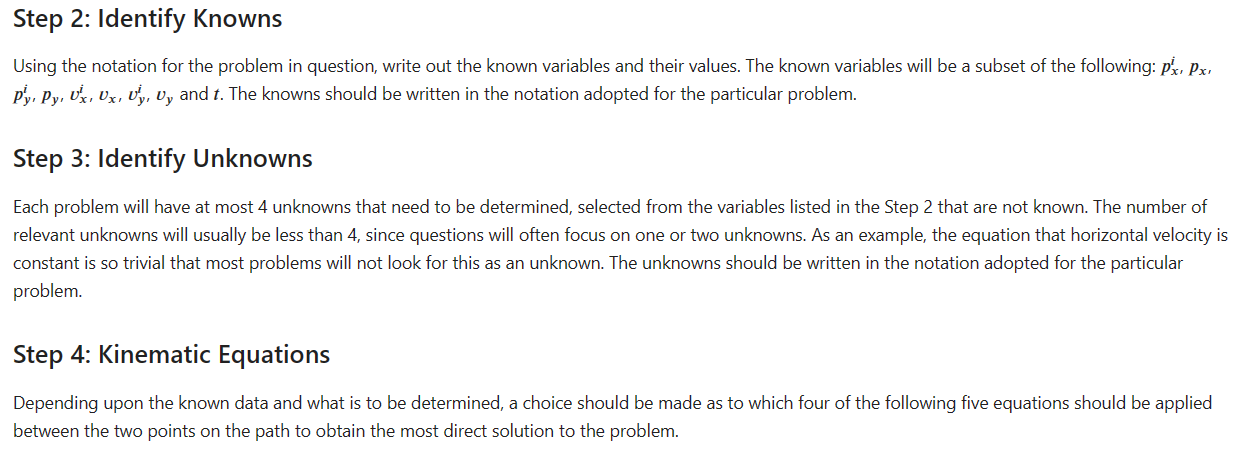 Step 2: Identify Knowns
Using the notation for the problem in question, write out the known variables and their values. The known variables will be a subset of the following: pⁱₓ, pₓ,
pⁱᵧ, pᵧ, vⁱₓ, vₓ, vⁱᵧ, vᵧ and t. The knowns should be written in the notation adopted for the particular problem.
Step 3: Identify Unknowns
Each problem will have at most 4 unknowns that need to be determined, selected from the variables listed in the Step 2 that are not known. The number of
relevant unknowns will usually be less than 4, since questions will often focus on one or two unknowns. As an example, the equation that horizontal velocity is
constant is so trivial that most problems will not look for this as an unknown. The unknowns should be written in the notation adopted for the particular
problem.
Step 4: Kinematic Equations
Depending upon the known data and what is to be determined, a choice should be made as to which four of the following five equations should be applied
between the two points on the path to obtain the most direct solution to the problem.